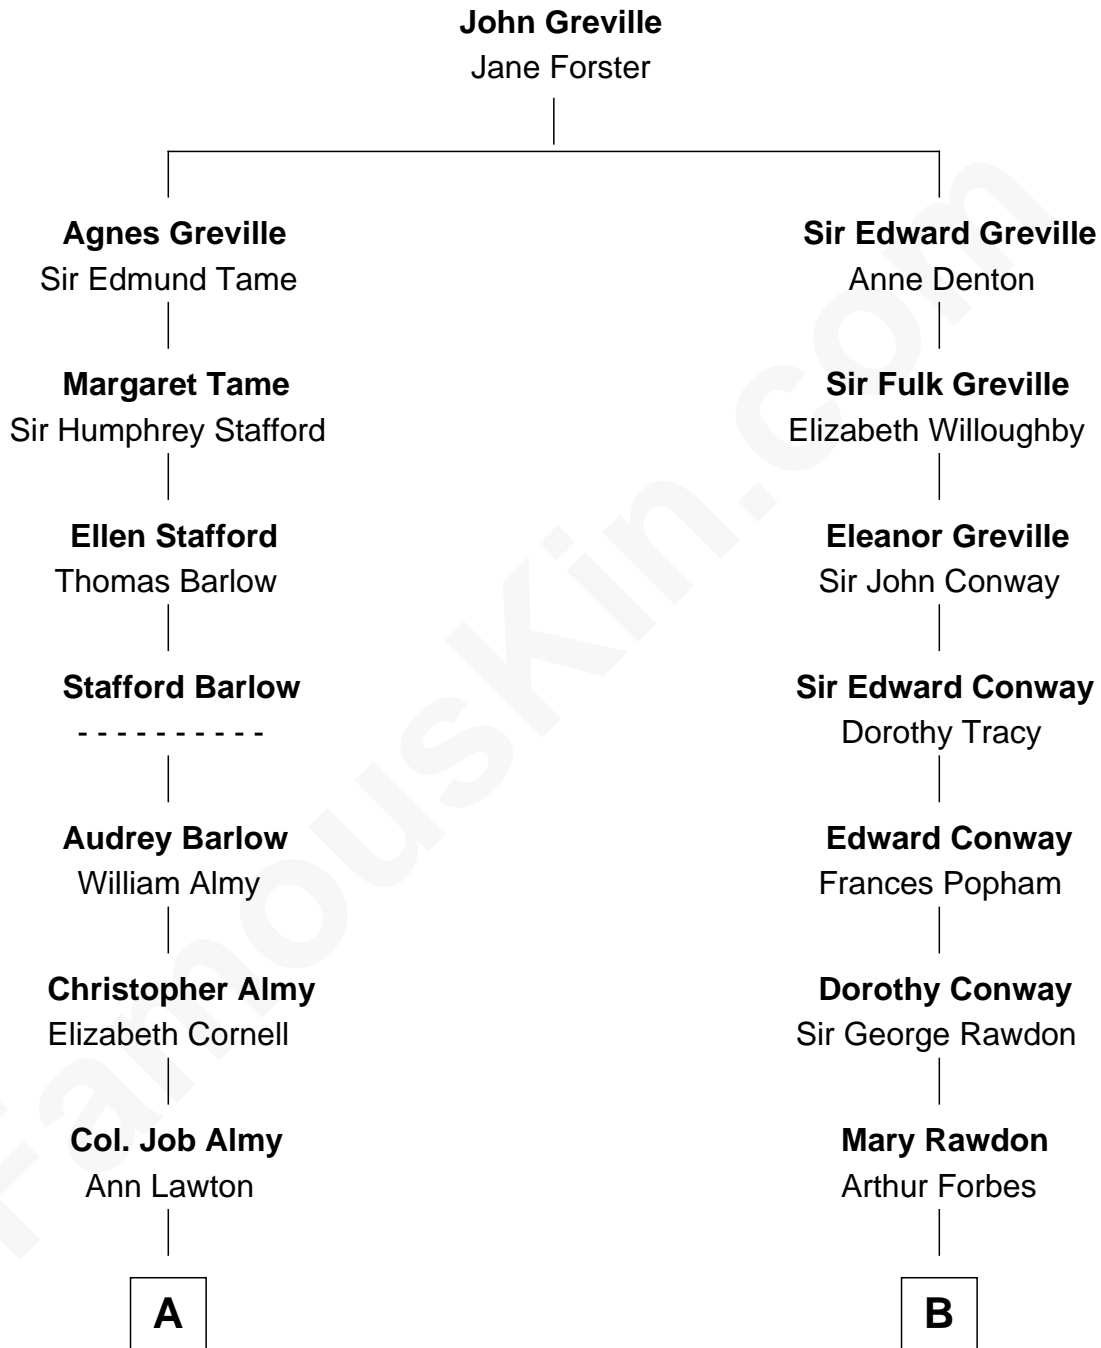 John Greville
Jane Forster
Agnes Greville
Sir Edmund Tame
Sir Edward Greville
Anne Denton
Margaret Tame
Sir Humphrey Stafford
Sir Fulk Greville
Elizabeth Willoughby
Ellen Stafford
Thomas Barlow
Eleanor Greville
Sir John Conway
Stafford Barlow
- - - - - - - - - -
Sir Edward Conway
Dorothy Tracy
Audrey Barlow
William Almy
Edward Conway
Frances Popham
Christopher Almy
Elizabeth Cornell
Dorothy Conway
Sir George Rawdon
Col. Job Almy
Ann Lawton
Mary Rawdon
Arthur Forbes
A
B
FamousKin.com